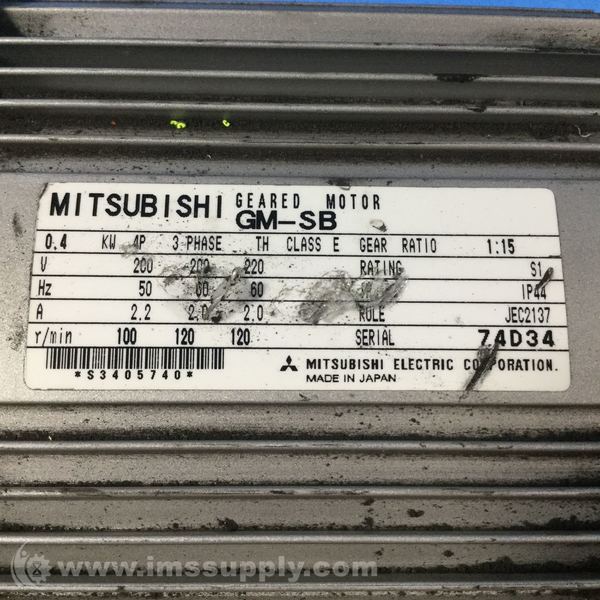 MITSUBISHI GEARED MOTOR
GM-SB
0.4 KW 4P 3 PHASE TH CLASS E GEAR RATIO 1:15
V 200 200 220 RATING S1
Hz 50 60 60 IP44
A 2.2 2.0 2.0 RULE JEC2137
r/min 100 120 120 SERIAL 74D34
*S3405740*
MITSUBISHI ELECTRIC CORPORATION.
MADE IN JAPAN
www.imssupply.com